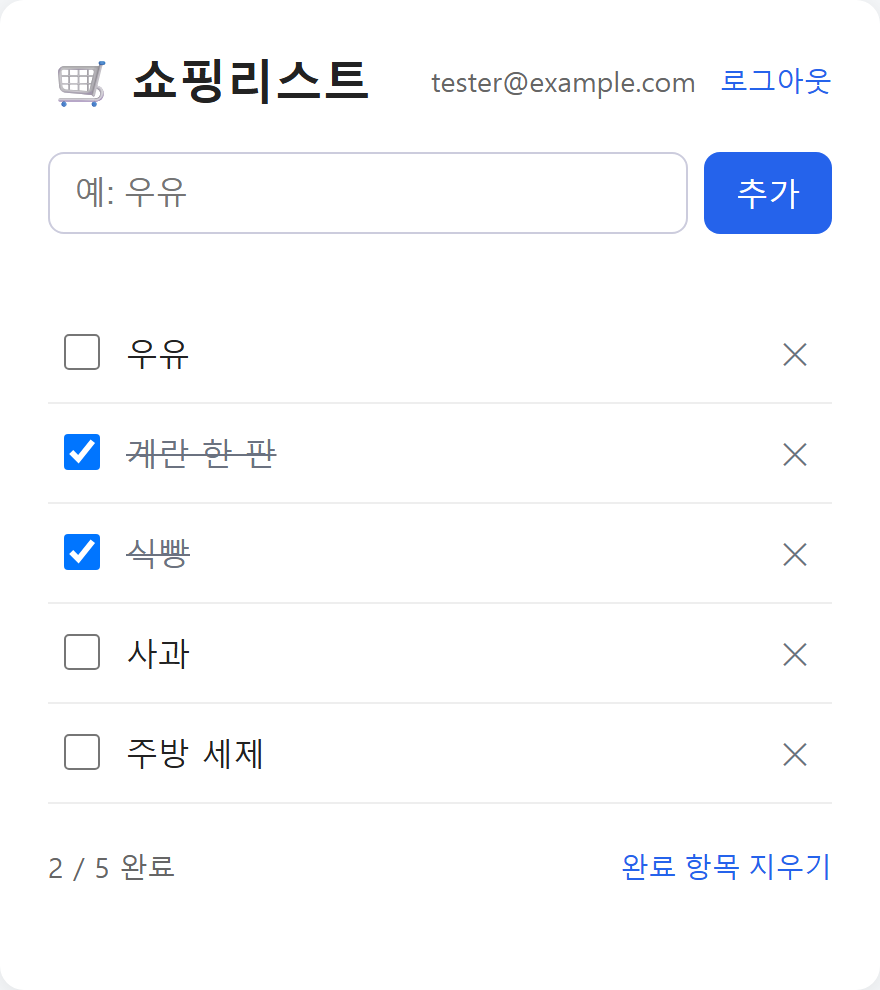 쇼핑리스트 tester@example.com 로그아웃
예: 우유 추가
우유
계란 한 판
식빵
사과
주방 세제
2 / 5 완료 완료 항목 지우기